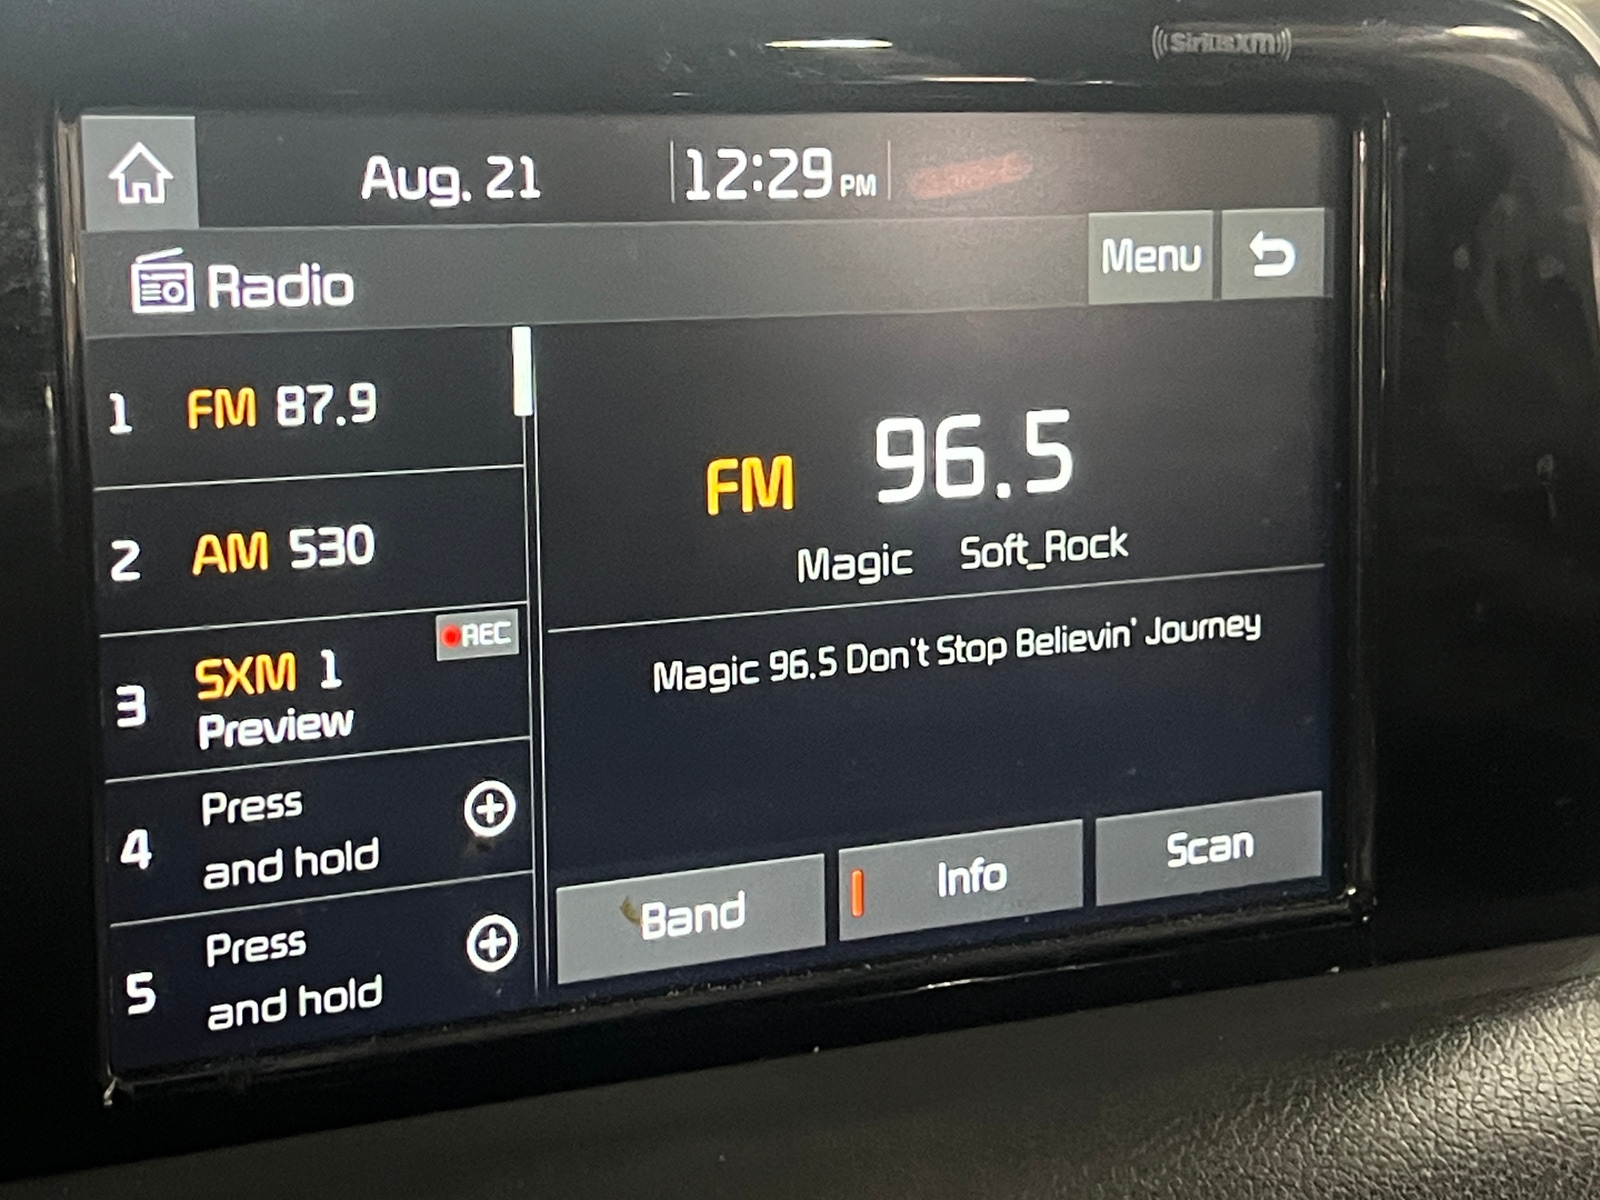 ((SiriusXM))
Aug. 21 12:29 PM
Radio
Menu
1 FM 87.9
2 AM 530
REC
3 SXM 1
Preview
4 Press
and hold
5 Press
and hold
FM 96.5
Magic Soft_Rock
Magic 96.5 Don't Stop Believin' Journey
Band
Info
Scan